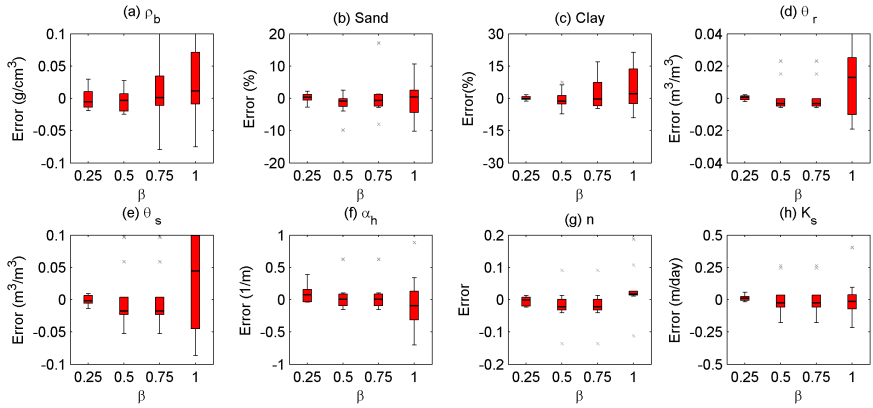 (a) ρb
(b) Sand
(c) Clay
(d) θr
Error (g/cm³)
0.1
0.05
0
-0.05
-0.1
0.25 0.5 0.75 1
β
Error (%)
20
10
0
-10
-20
0.25 0.5 0.75 1
β
Error(%)
30
15
0
-15
-30
0.25 0.5 0.75 1
β
Error (m³/m³)
0.04
0.02
0
-0.02
-0.04
0.25 0.5 0.75 1
β
(e) θs
(f) αh
(g) n
(h) Ks
Error (m³/m³)
0.1
0.05
0
-0.05
-0.1
0.25 0.5 0.75 1
β
Error (1/m)
1
0.5
0
-0.5
-1
0.25 0.5 0.75 1
β
Error
0.2
0.1
0
-0.1
-0.2
0.25 0.5 0.75 1
β
Error (m/day)
0.5
0.25
0
-0.25
-0.5
0.25 0.5 0.75 1
β